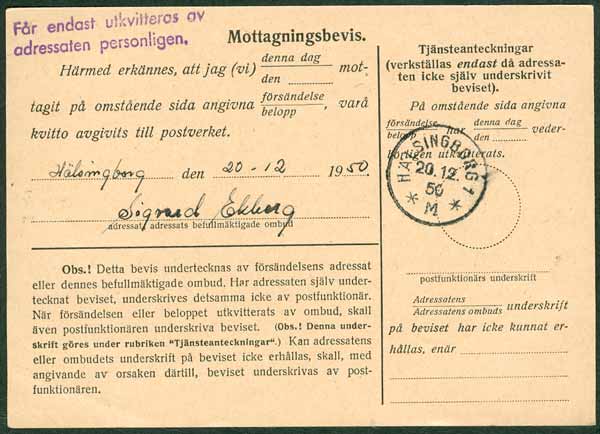 Får endast utkvitteras av
adressaten personligen.
Mottagningsbevis.
Härmed erkännes, att jag (vi) denna dag
den mot-
tagit på omstående sida angivna försändelse
belopp, varå
kvitto avgivits till postverket.
Hälsingborg den 20-12 1950.
Sigvard Ekberg
adressat, adressats befullmäktigade ombud
Obs.! Detta bevis undertecknas av försändelsens adressat
eller dennes befullmäktigade ombud. Har adressaten själv under-
tecknat beviset, underskrives detsamma icke av postfunktionär.
När försändelsen eller beloppet utkvitterats av ombud, skall
även postfunktionären underskriva beviset. (Obs.! Denna under-
skrift göres under rubriken "Tjänsteanteckningar".) Kan adressatens
eller ombudets underskrift på beviset icke erhållas, skall, med
angivande av orsaken därtill, beviset underskrivas av post-
funktionären.
Tjänsteanteckningar
(verkställas endast då adressa-
ten icke själv underskrivit
beviset).
På omstående sida angivna
försändelse
belopp har denna dag
den veder-
börligen utkvitterats.
HÄLSINGBORG 1
20.12.
50
* M *
postfunktionärs underskrift
Adressatens
Adressatens ombuds underskrift
på beviset har icke kunnat er-
hållas, enär